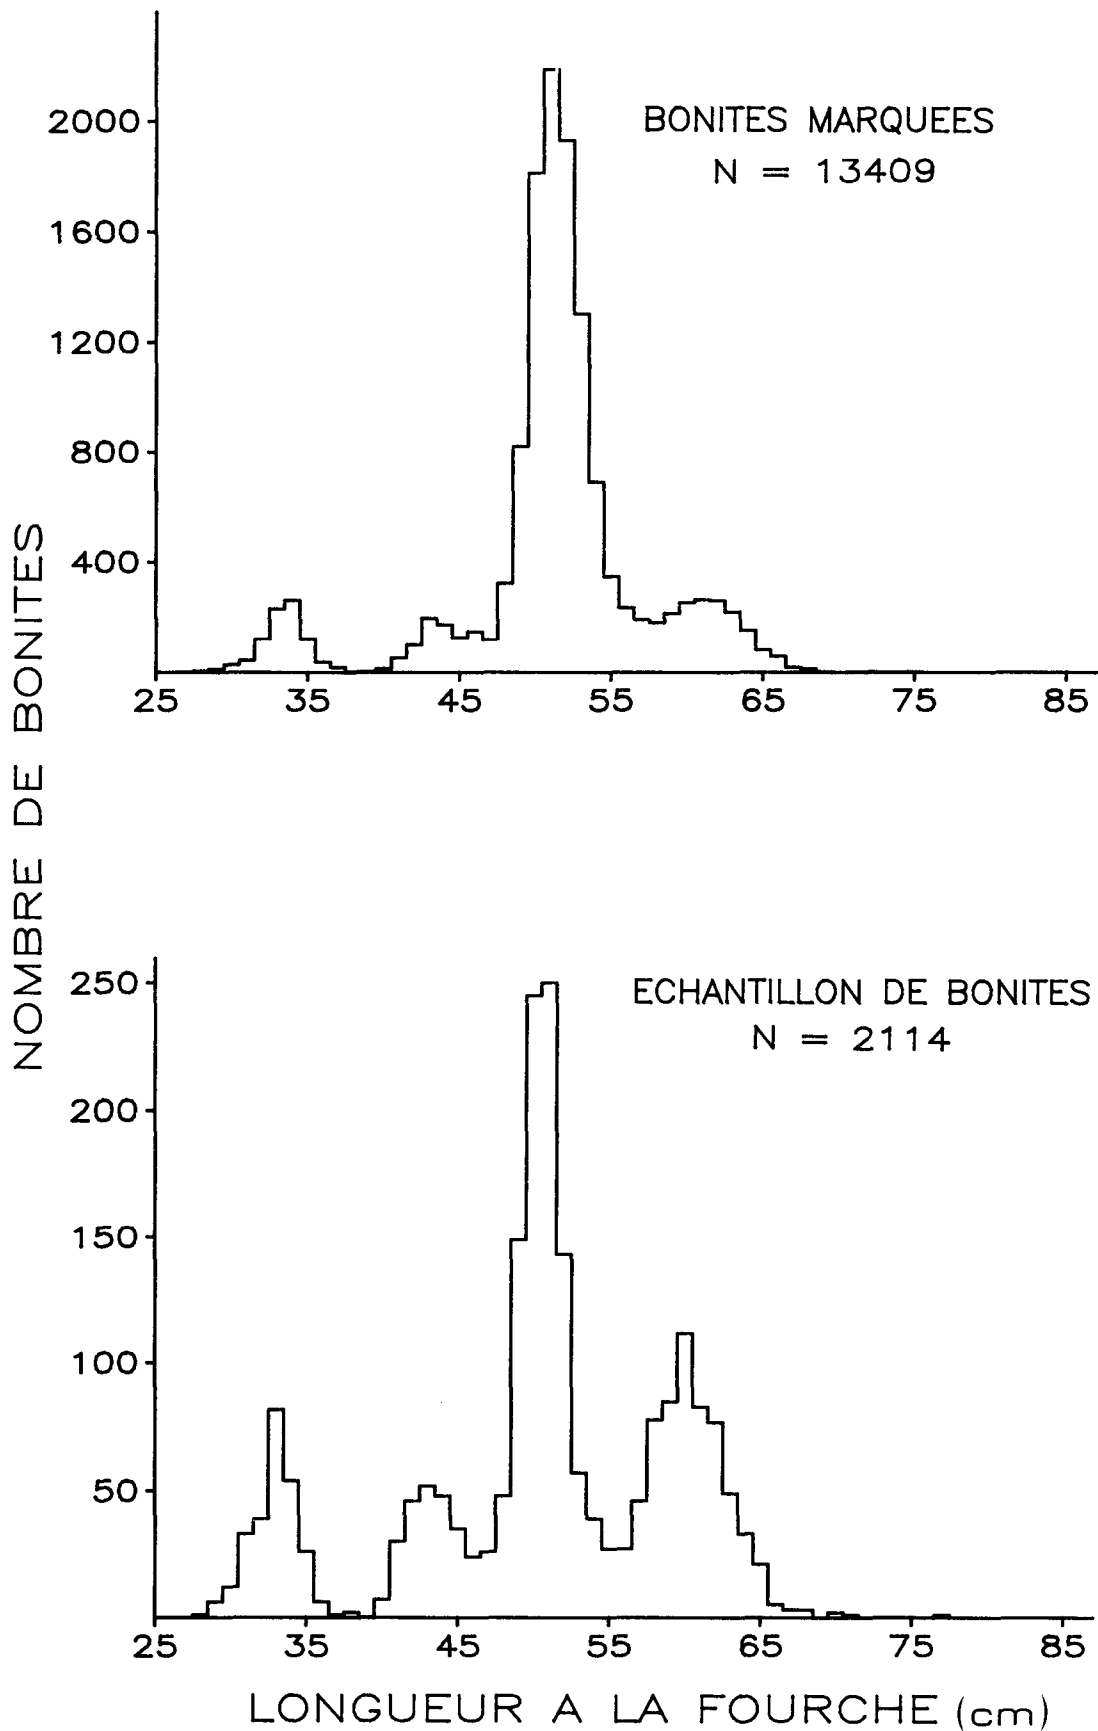 NOMBRE DE BONITES
2000
1600
1200
800
400
BONITES MARQUEES
N = 13409
25 35 45 55 65 75 85
250
200
150
100
50
ECHANTILLON DE BONITES
N = 2114
25 35 45 55 65 75 85
LONGUEUR A LA FOURCHE (cm)